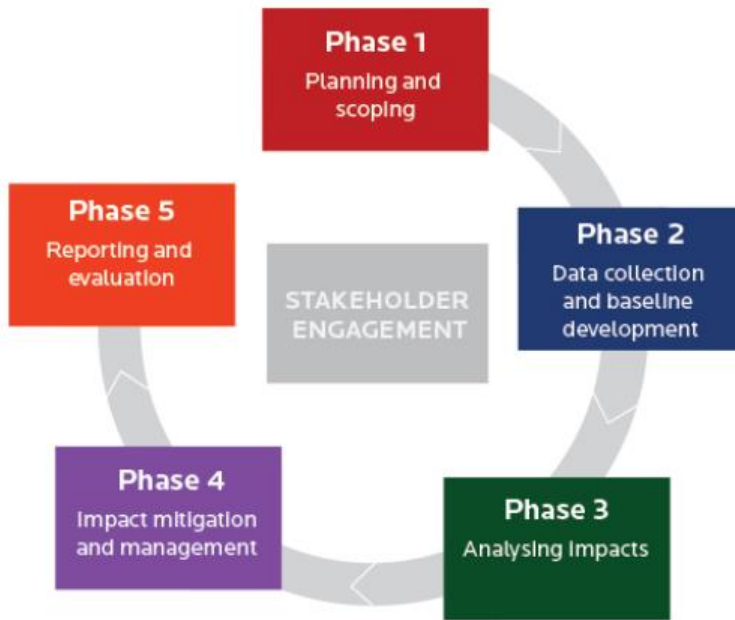 Phase 1
Planning and
scoping
Phase 2
Data collection
and baseline
development
Phase 3
Analysing impacts
Phase 4
Impact mitigation
and management
Phase 5
Reporting and
evaluation
STAKEHOLDER
ENGAGEMENT